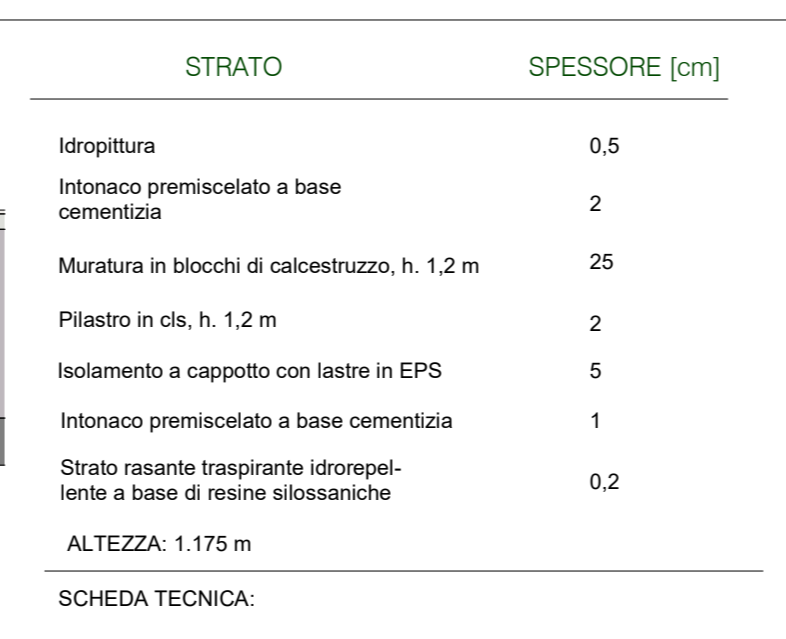 STRATO SPESSORE [cm]
Idropittura 0,5
Intonaco premiscelato a base
cementizia 2
Muratura in blocchi di calcestruzzo, h. 1,2 m 25
Pilastro in cls, h. 1,2 m 2
Isolamento a cappotto con lastre in EPS 5
Intonaco premiscelato a base cementizia 1
Strato rasante traspirante idrorepel-
lente a base di resine silossaniche 0,2
ALTEZZA: 1.175 m
SCHEDA TECNICA: